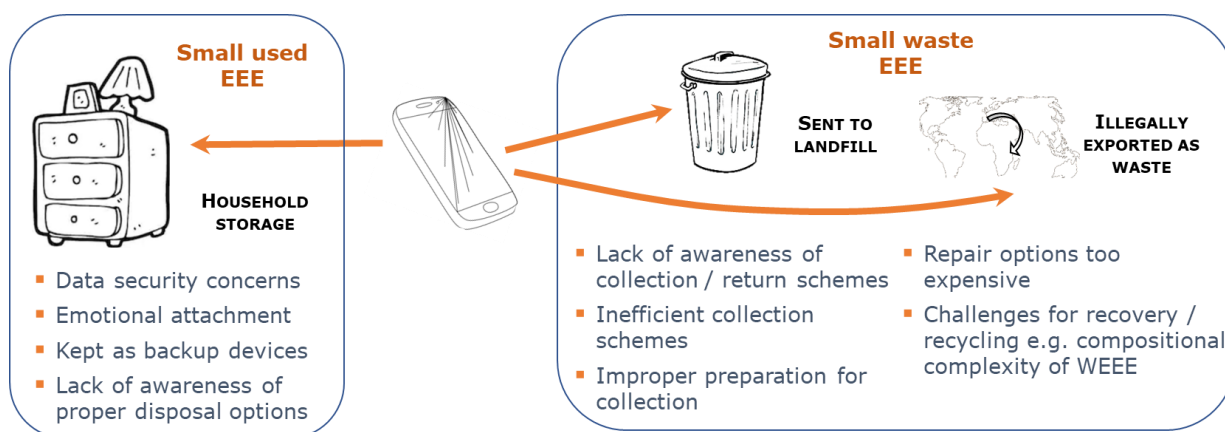 Small used
EEE
HOUSEHOLD
STORAGE
▪ Data security concerns
▪ Emotional attachment
▪ Kept as backup devices
▪ Lack of awareness of
proper disposal options
Small waste
EEE
SENT TO
LANDFILL
ILLEGALLY
EXPORTED AS
WASTE
▪ Lack of awareness of
collection / return schemes
▪ Inefficient collection
schemes
▪ Improper preparation for
collection
▪ Repair options too
expensive
▪ Challenges for recovery /
recycling e.g. compositional
complexity of WEEE